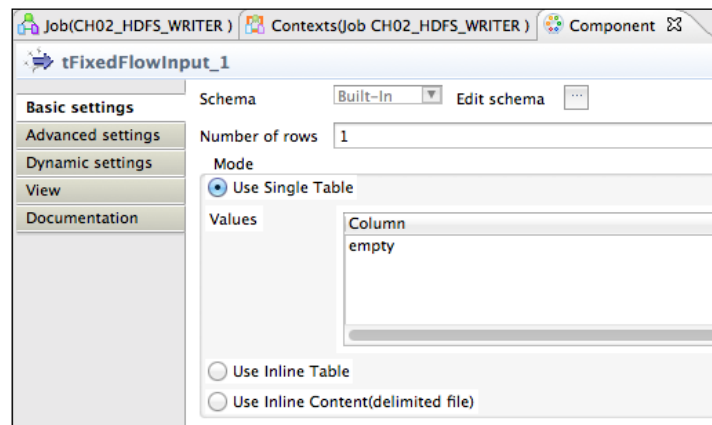 Job(CH02_HDFS_WRITER ) Contexts(Job CH02_HDFS_WRITER ) Component
tFixedFlowInput_1
Basic settings
Advanced settings
Dynamic settings
View
Documentation
Schema Built-In Edit schema ...
Number of rows 1
Mode
Use Single Table
Values
Column
empty
Use Inline Table
Use Inline Content(delimited file)